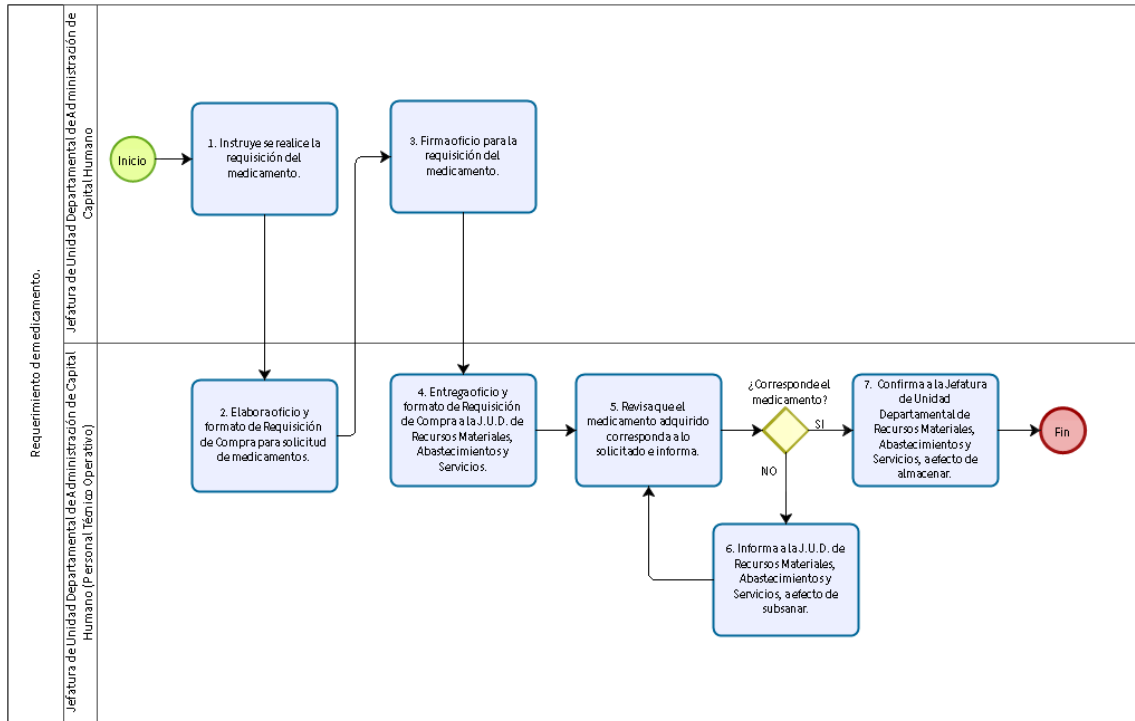 Requerimiento de medicamento.
Jefatura de Unidad Departamental de Administración de
Capital Humano
Inicio
1. Instruye se realice la
requisición del
medicamento.
3. Firma oficio para la
requisición del
medicamento.
Jefatura de Unidad Departamental de Administración de Capital
Humano (Personal Técnico Operativo)
2. Elabora oficio y
formato de Requisición
de Compra para solicitud
de medicamentos.
4. Entrega oficio y
formato de Requisición
de Compra a la J.U.D. de
Recursos Materiales,
Abastecimientos y
Servicios.
5. Revisa que el
medicamento adquirido
corresponda a lo
solicitado e informa.
¿Corresponde el
medicamento?
SI
NO
6. Informa a la J.U.D. de
Recursos Materiales,
Abastecimientos y
Servicios, a efecto de
subsanar.
7. Confirma a la Jefatura
de Unidad
Departamental de
Recursos Materiales,
Abastecimientos y
Servicios, a efecto de
almacenar.
Fin